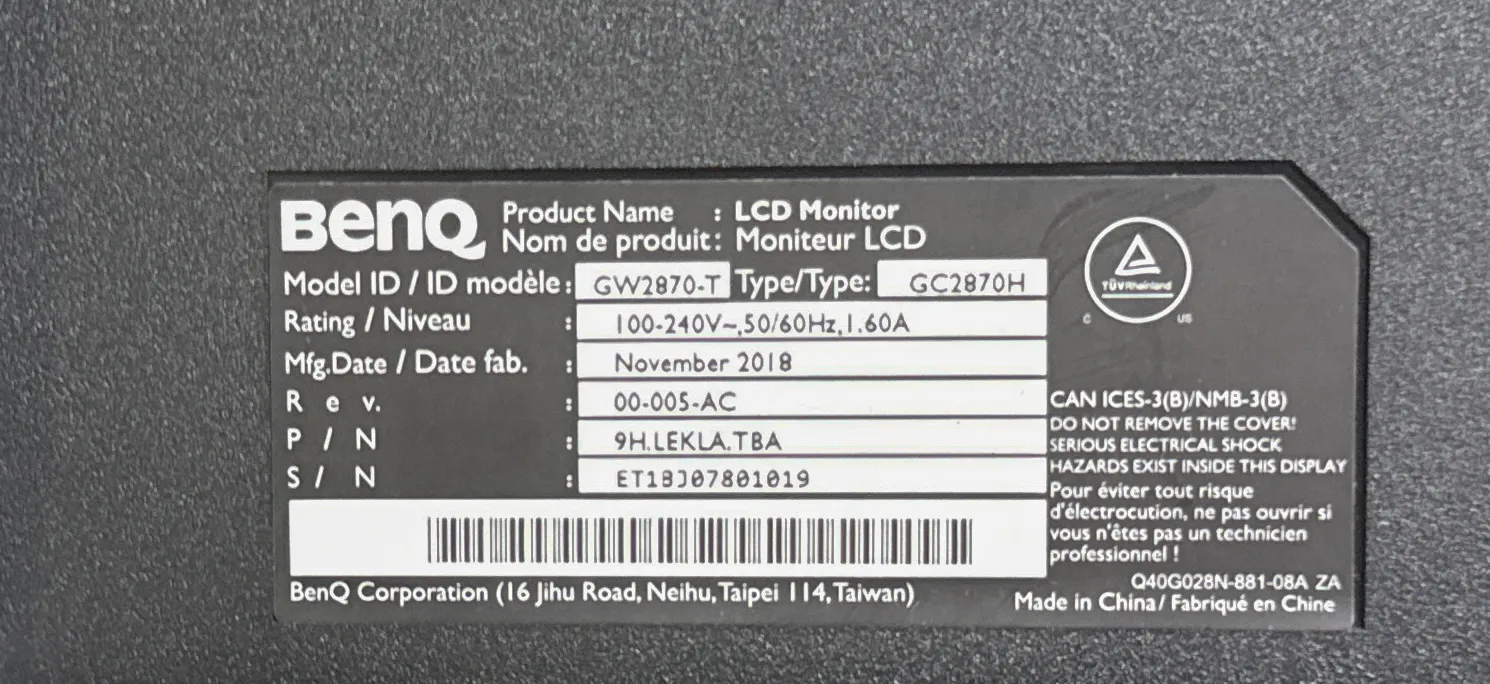 BenQ
Product Name : LCD Monitor
Nom de produit: Moniteur LCD
Model ID / ID modèle: GW2870-T Type/Type: GC2870H
Rating / Niveau : 100-240V~,50/60Hz,1.60A
Mfg.Date / Date fab. : November 2018
R e v. : 00-005-AC
P / N : 9H.LEKLA.TBA
S / N : ET18J07801019
TÜVRheinland
C US
CAN ICES-3(B)/NMB-3(B)
DO NOT REMOVE THE COVER!
SERIOUS ELECTRICAL SHOCK
HAZARDS EXIST INSIDE THIS DISPLAY
Pour éviter tout risque
d'électrocution, ne pas ouvrir si
vous n'êtes pas un technicien
professionnel !
BenQ Corporation (16 Jihu Road, Neihu,Taipei 114,Taiwan)
Q40G028N-881-08A ZA
Made in China/ Fabriqué en Chine